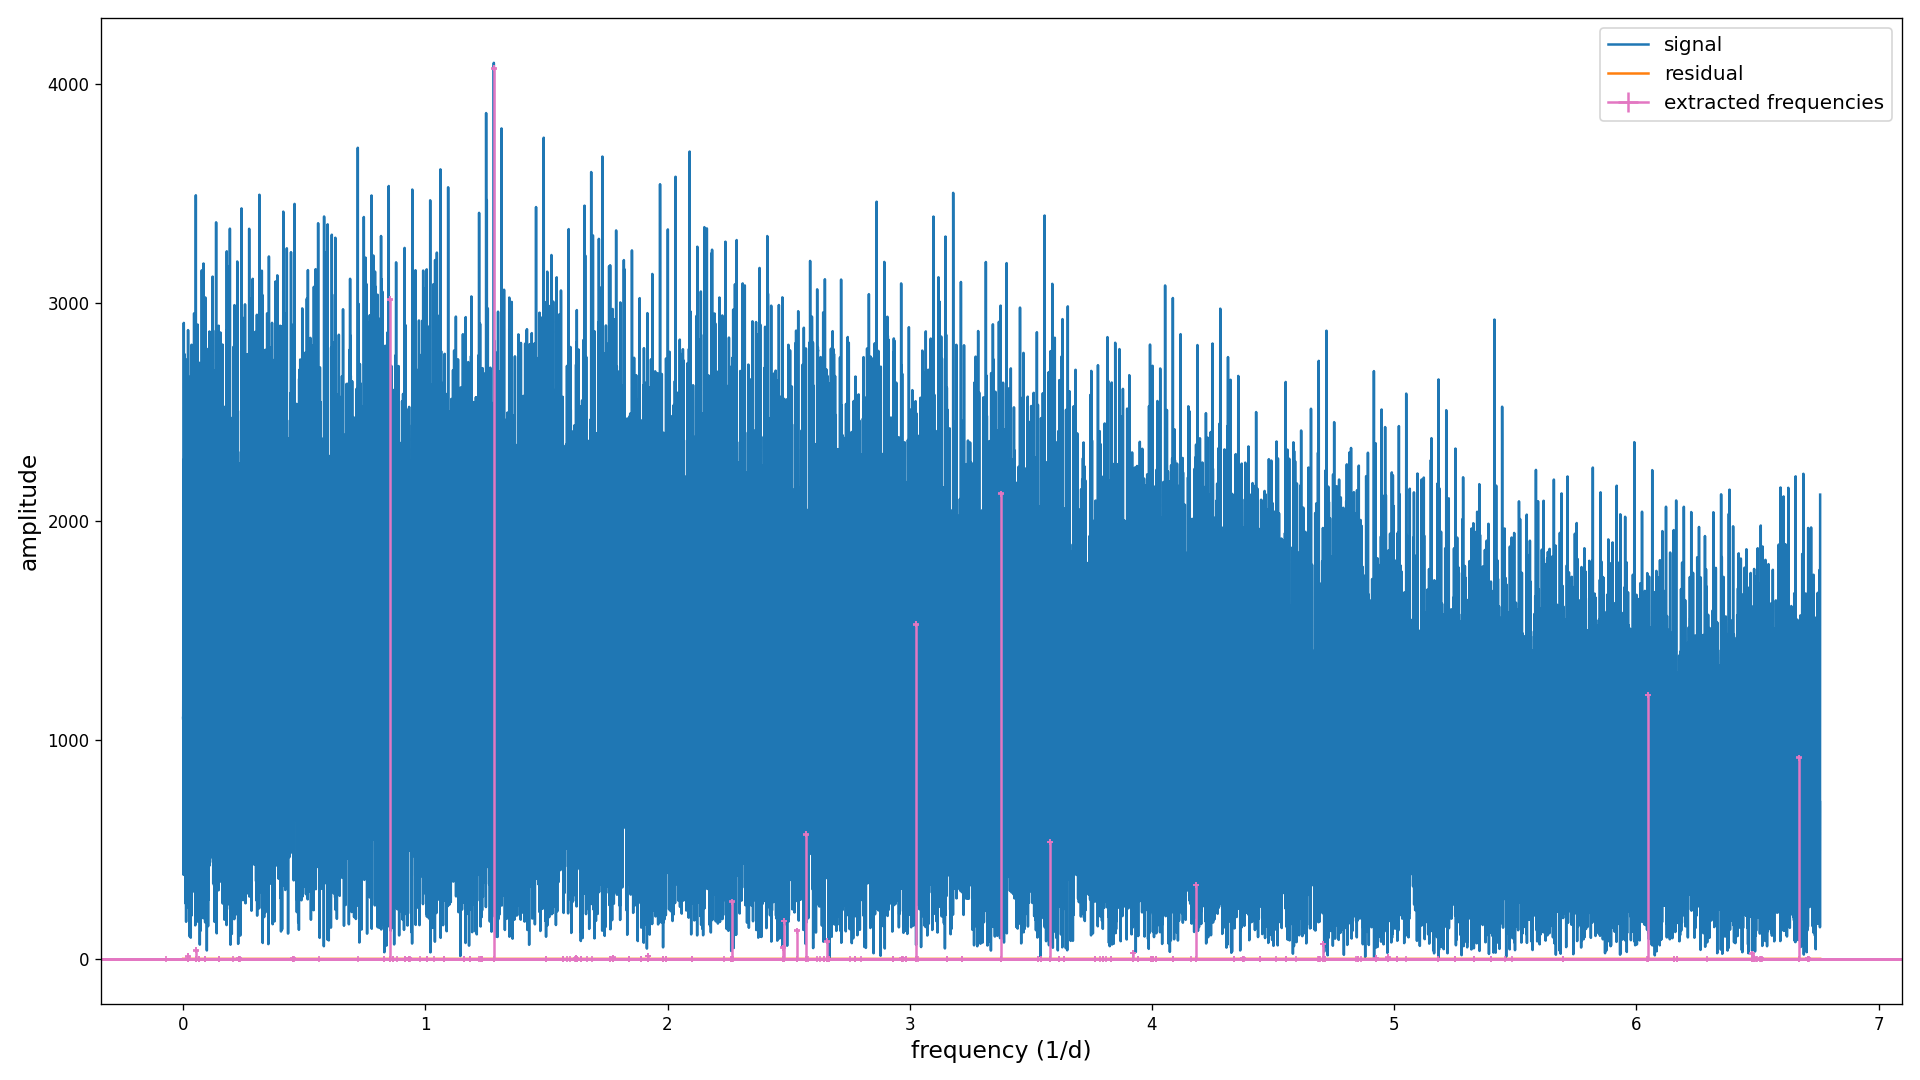 signal
residual
extracted frequencies
4000
3000
2000
1000
0
amplitude
0 1 2 3 4 5 6 7
frequency (1/d)